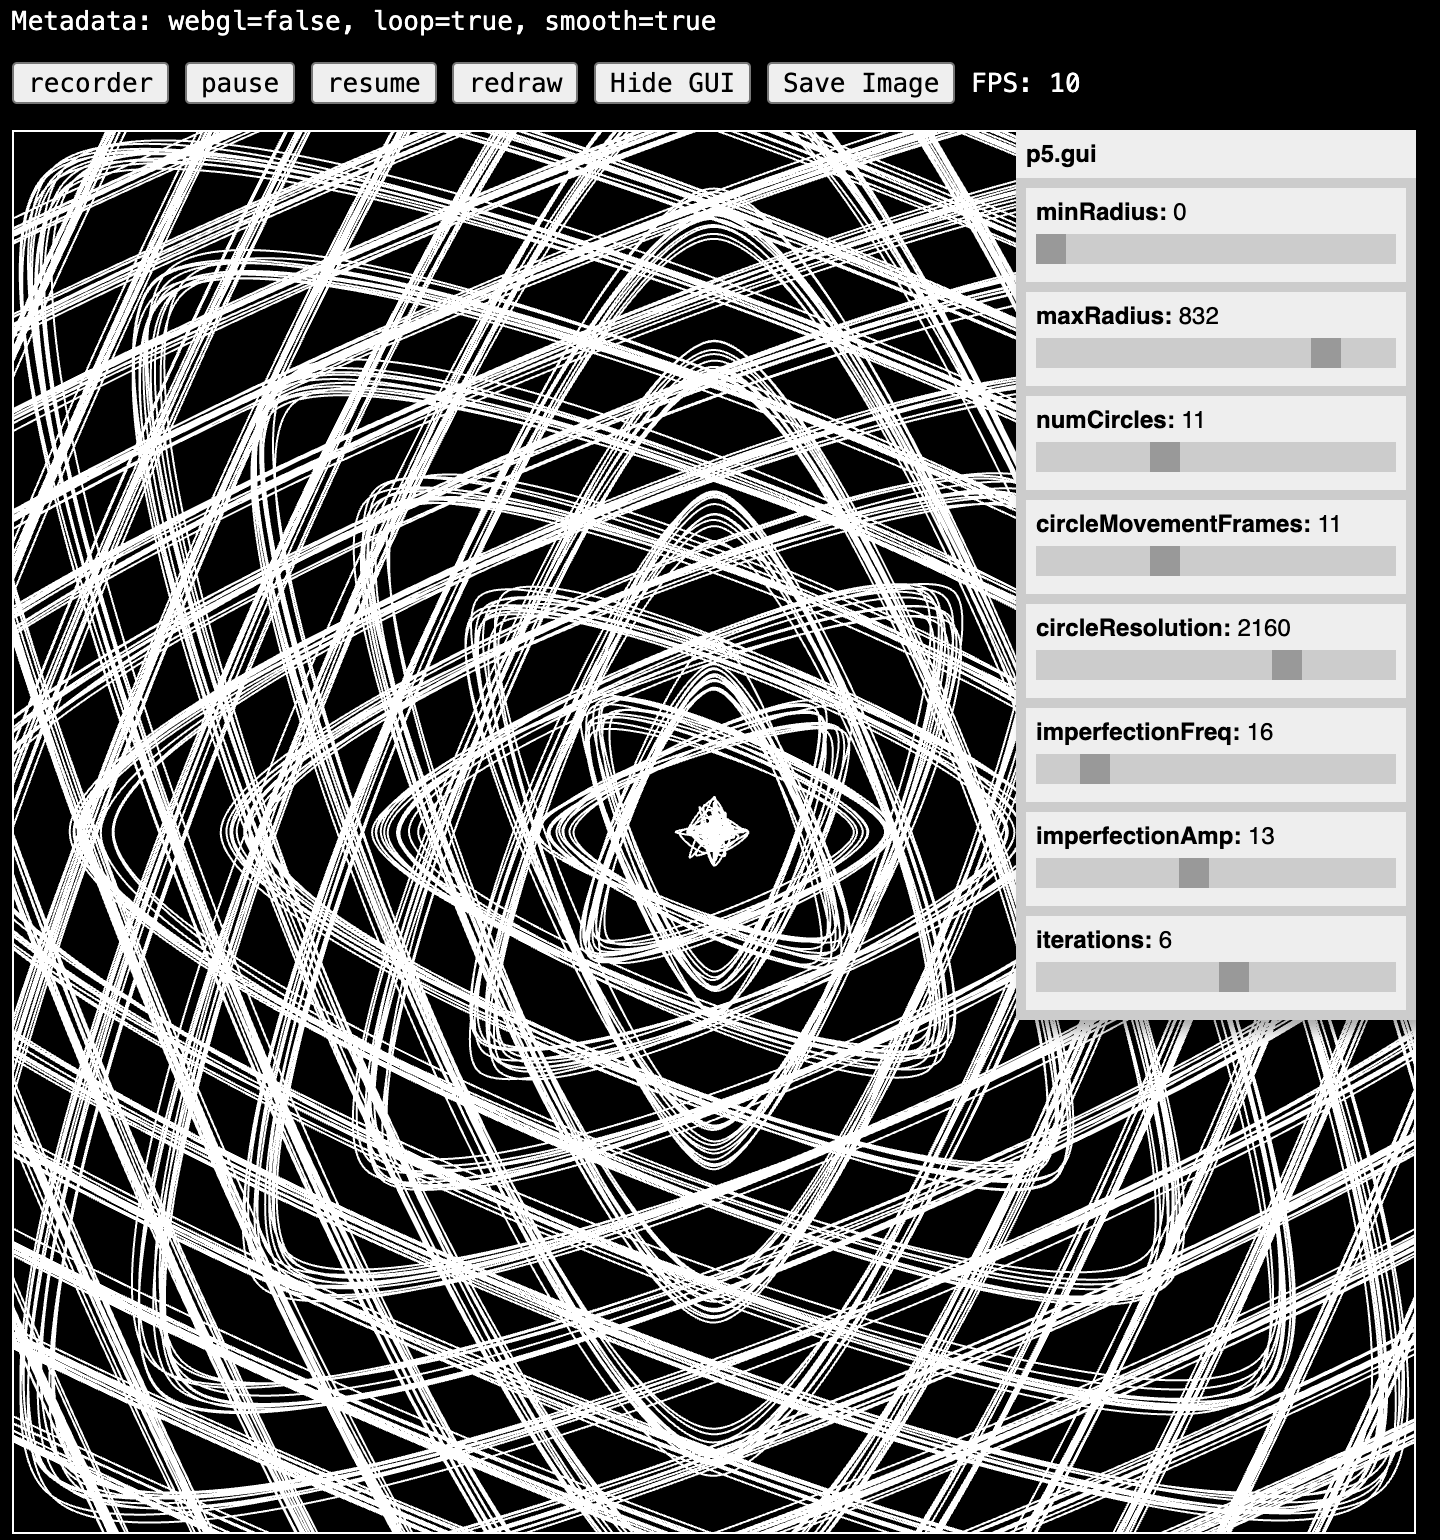 Metadata: webgl=false, loop=true, smooth=true
recorder pause resume redraw Hide GUI Save Image FPS: 10
p5.gui
minRadius: 0
maxRadius: 832
numCircles: 11
circleMovementFrames: 11
circleResolution: 2160
imperfectionFreq: 16
imperfectionAmp: 13
iterations: 6